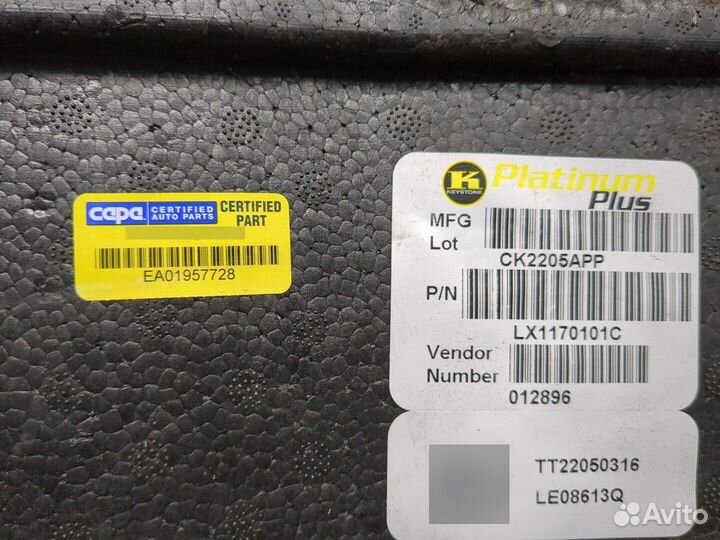 capa CERTIFIED AUTO PARTS CERTIFIED PART
EA01957728
K KEYSTONE Platinum Plus
MFG Lot
CK2205APP
P/N
LX1170101C
Vendor Number
012896
TT22050316
LE08613Q
Avito